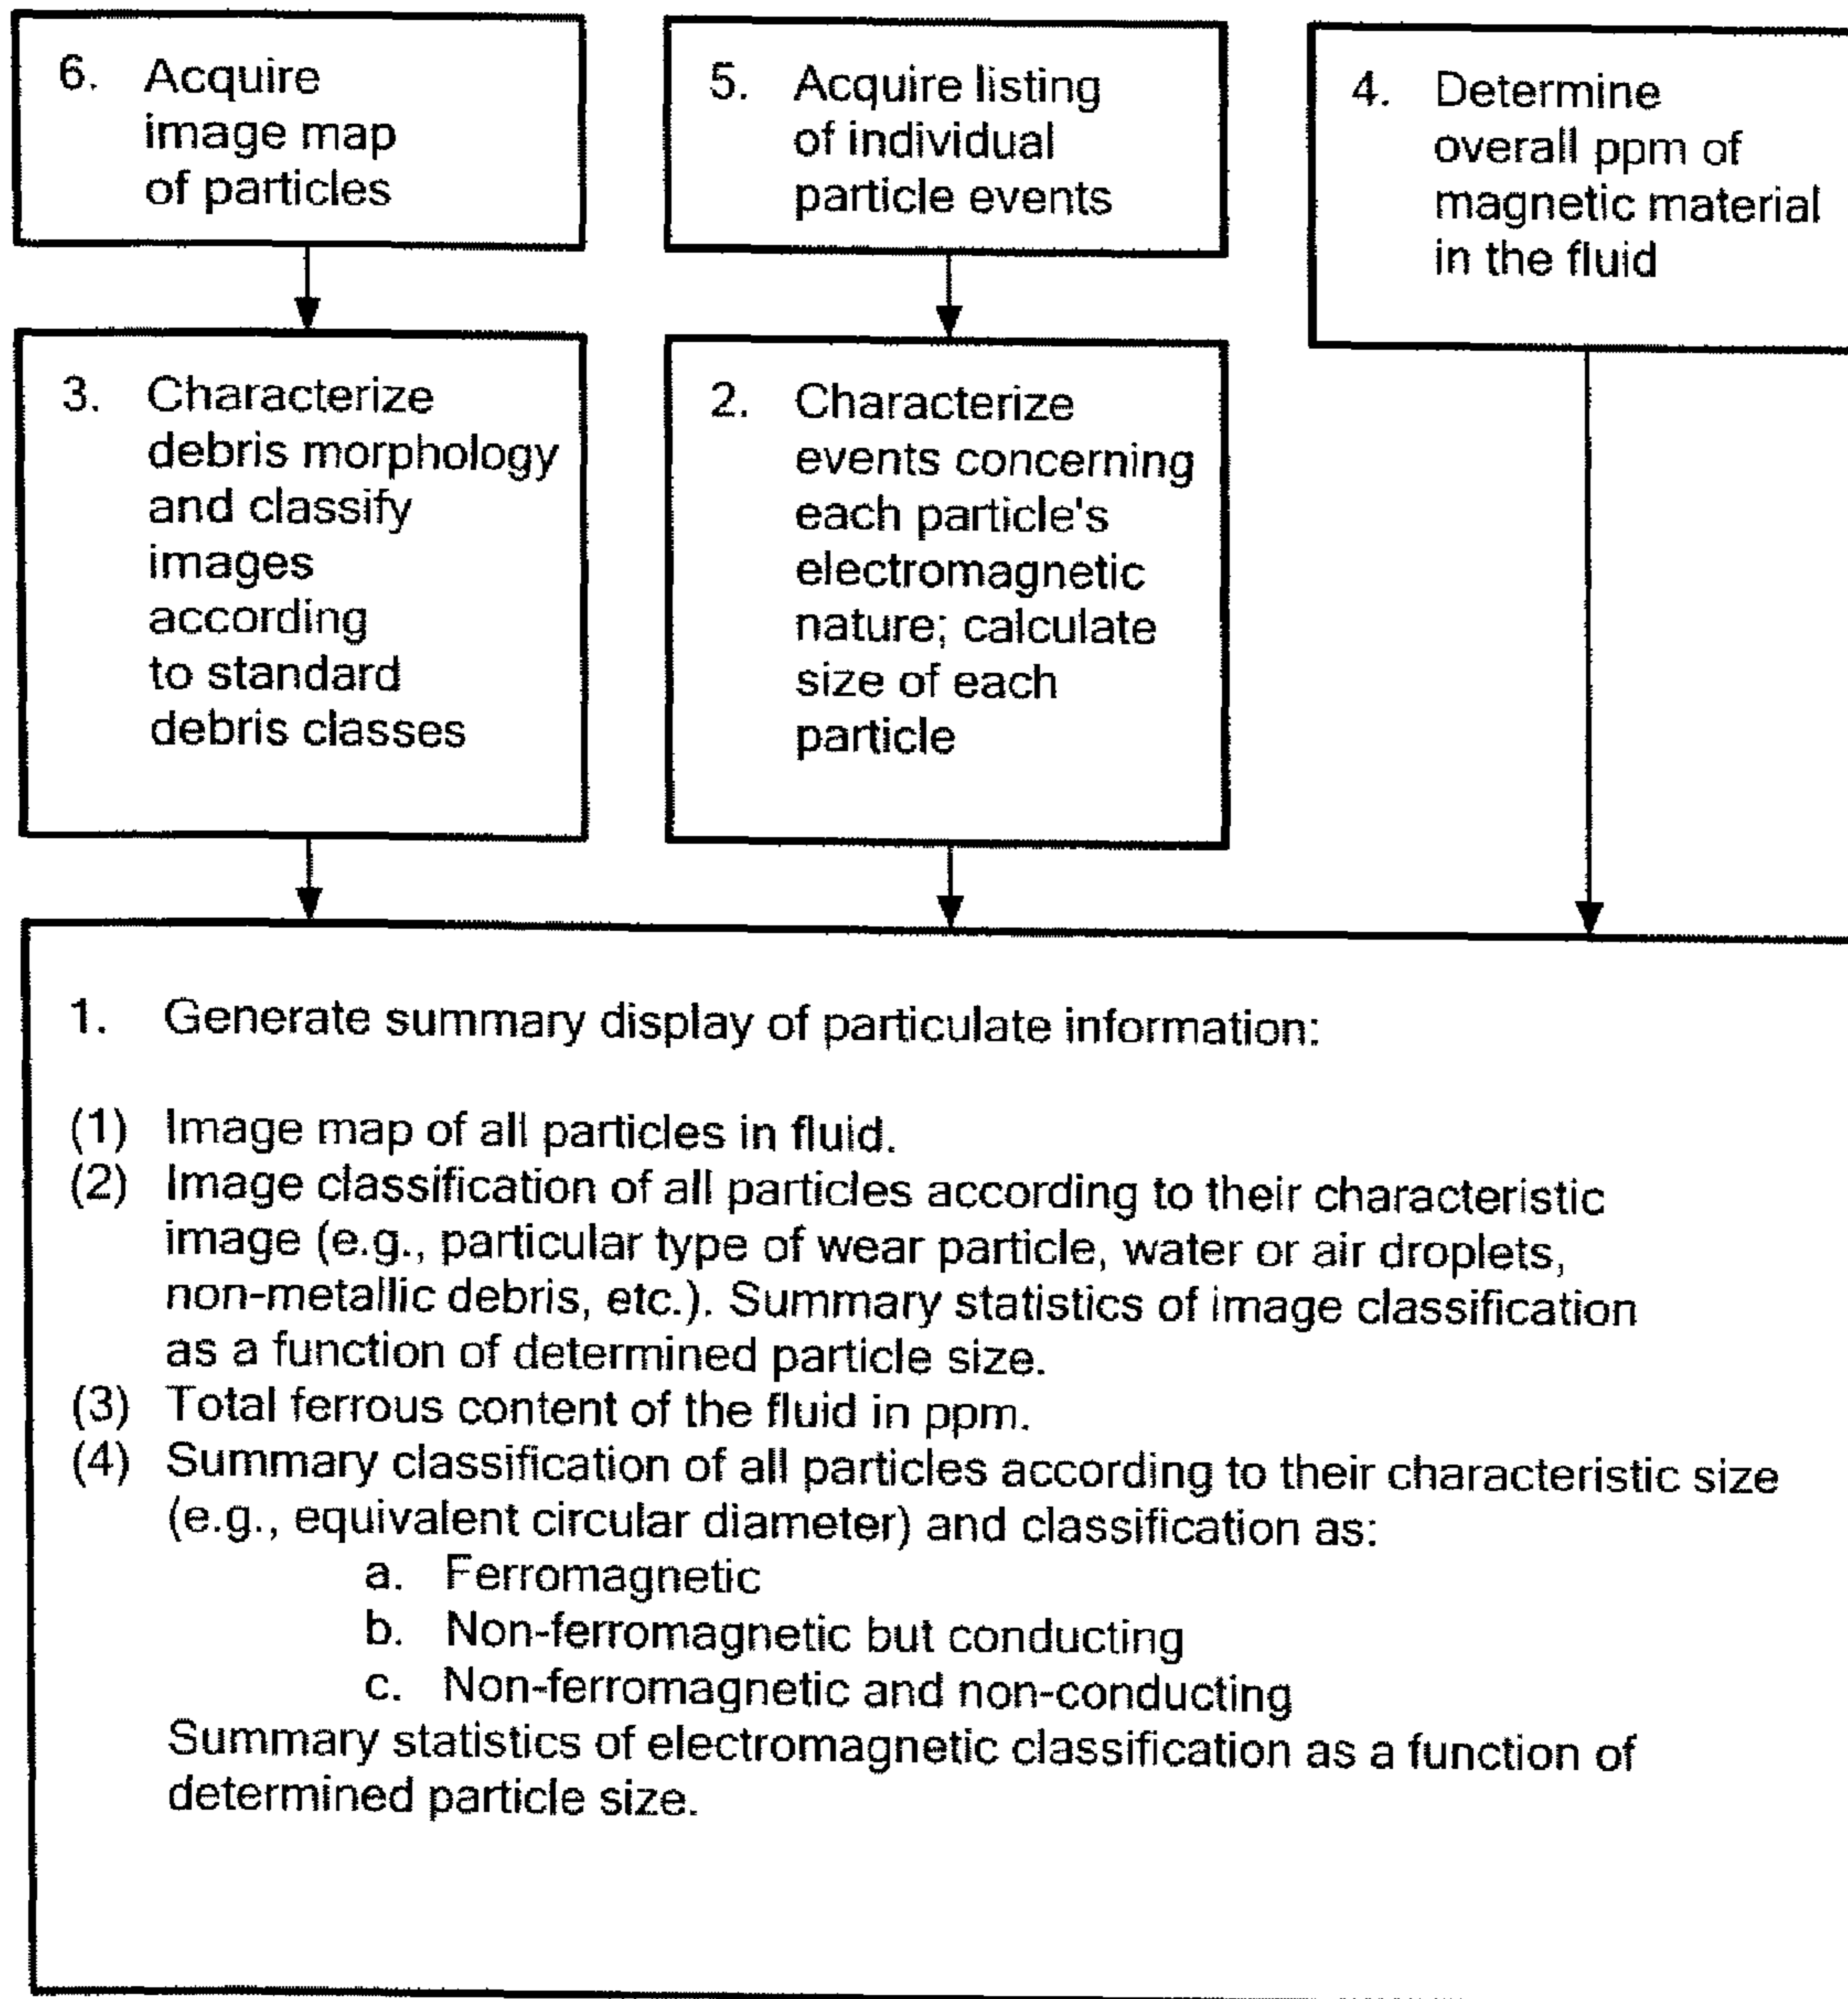 6. Acquire
image map
of particles
5. Acquire listing
of individual
particle events
4. Determine
overall ppm of
magnetic material
in the fluid
3. Characterize
debris morphology
and classify
images
according
to standard
debris classes
2. Characterize
events concerning
each particle's
electromagnetic
nature; calculate
size of each
particle
1. Generate summary display of particulate information:
(1) Image map of all particles in fluid.
(2) Image classification of all particles according to their characteristic
image (e.g., particular type of wear particle, water or air droplets,
non-metallic debris, etc.). Summary statistics of image classification
as a function of determined particle size.
(3) Total ferrous content of the fluid in ppm.
(4) Summary classification of all particles according to their characteristic size
(e.g., equivalent circular diameter) and classification as:
a. Ferromagnetic
b. Non-ferromagnetic but conducting
c. Non-ferromagnetic and non-conducting
Summary statistics of electromagnetic classification as a function of
determined particle size.